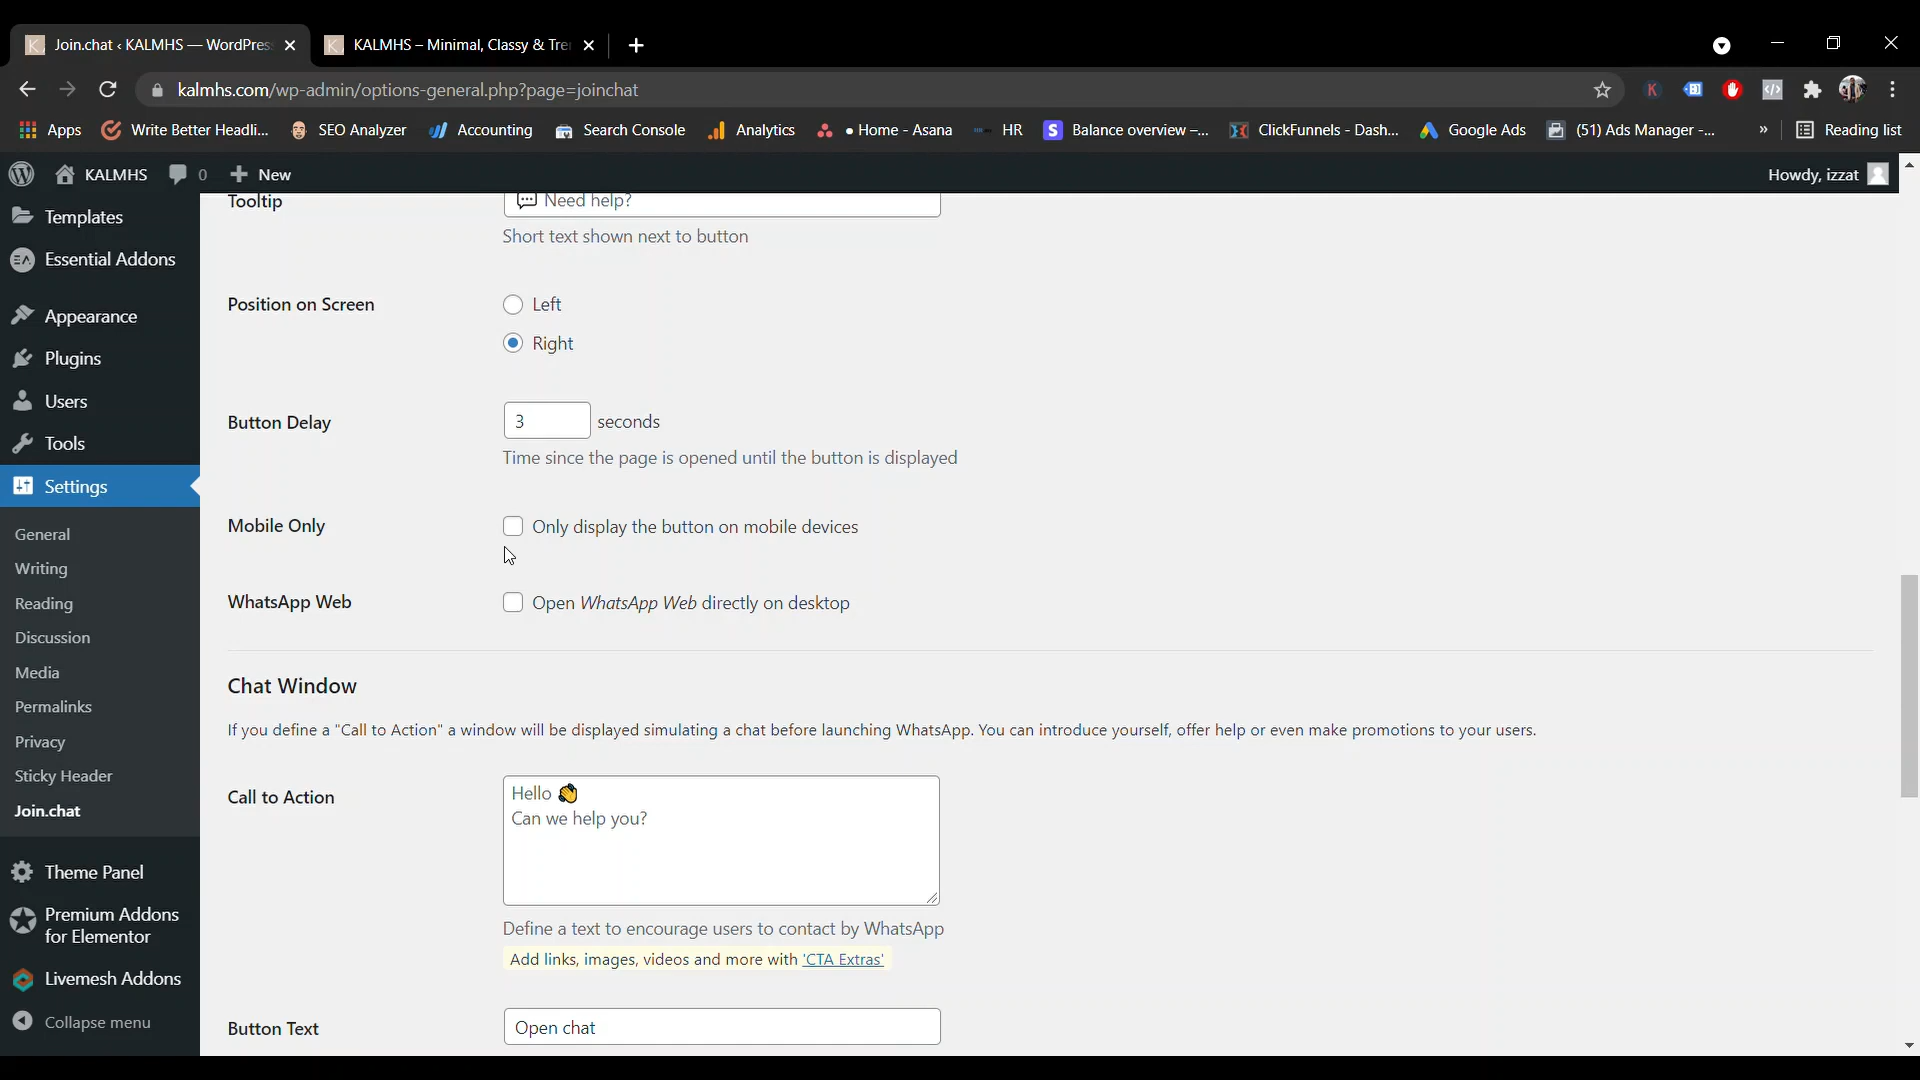 Join.chat ‹ KALMHS — WordPres
KALMHS – Minimal, Classy & Tre
kalmhs.com/wp-admin/options-general.php?page=joinchat
Apps
Write Better Headli...
SEO Analyzer
Accounting
Search Console
Analytics
● Home - Asana
HR
Balance overview –...
ClickFunnels - Dash...
Google Ads
(51) Ads Manager -...
»
Reading list
KALMHS
0
New
Howdy, izzat
Templates
Essential Addons
Appearance
Plugins
Users
Tools
Settings
General
Writing
Reading
Discussion
Media
Permalinks
Privacy
Sticky Header
Join.chat
Theme Panel
Premium Addons
for Elementor
Livemesh Addons
Collapse menu
Tooltip
💬 Need help?
Short text shown next to button
Position on Screen
Left
Right
Button Delay
3 seconds
Time since the page is opened until the button is displayed
Mobile Only
Only display the button on mobile devices
WhatsApp Web
Open WhatsApp Web directly on desktop
Chat Window
If you define a "Call to Action" a window will be displayed simulating a chat before launching WhatsApp. You can introduce yourself, offer help or even make promotions to your users.
Call to Action
Hello 👋
Can we help you?
Define a text to encourage users to contact by WhatsApp
Add links, images, videos and more with 'CTA Extras'
Button Text
Open chat